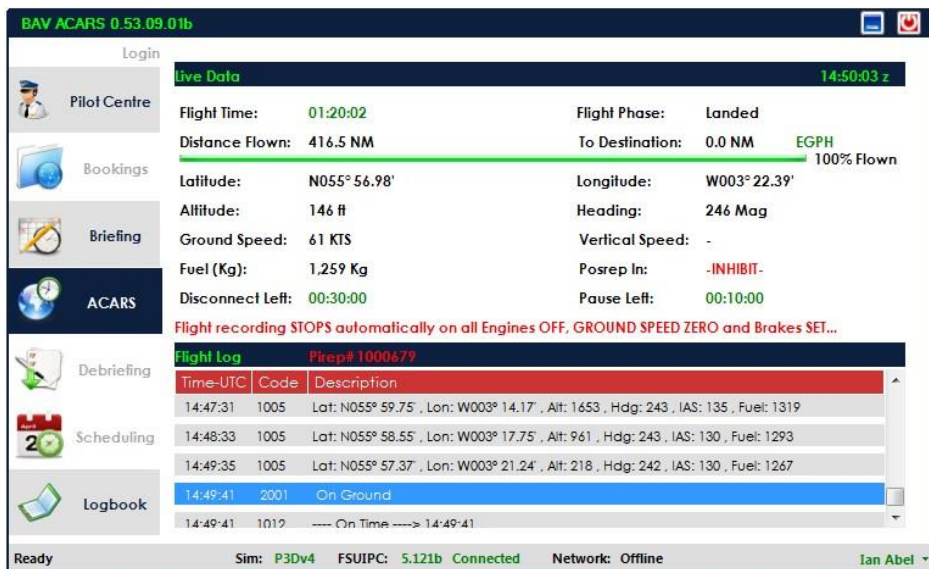 BAV ACARS 0.53.09.01b
Login
Pilot Centre
Bookings
Briefing
ACARS
Debriefing
April
2
Scheduling
Logbook
Live Data 14:50:03 z
Flight Time: 01:20:02 Flight Phase: Landed
Distance Flown: 416.5 NM To Destination: 0.0 NM EGPH
100% Flown
Latitude: N055° 56.98' Longitude: W003° 22.39'
Altitude: 146 ft Heading: 246 Mag
Ground Speed: 61 KTS Vertical Speed: -
Fuel (Kg): 1,259 Kg Posrep In: -INHIBIT-
Disconnect Left: 00:30:00 Pause Left: 00:10:00
Flight recording STOPS automatically on all Engines OFF, GROUND SPEED ZERO and Brakes SET...
Flight Log Pirep# 1000679
Time-UTC Code Description
14:47:31 1005 Lat: N055° 59.75' , Lon: W003° 14.17' , Alt: 1653 , Hdg: 243 , IAS: 135 , Fuel: 1319
14:48:33 1005 Lat: N055° 58.55' , Lon: W003° 17.75' , Alt: 961 , Hdg: 243 , IAS: 130 , Fuel: 1293
14:49:35 1005 Lat: N055° 57.37' , Lon: W003° 21.24' , Alt: 218 , Hdg: 242 , IAS: 130 , Fuel: 1267
14:49:41 2001 On Ground
14:49:41 1012 ---- On Time ----> 14:49:41
Ready Sim: P3Dv4 FSUIPC: 5.121b Connected Network: Offline Ian Abel